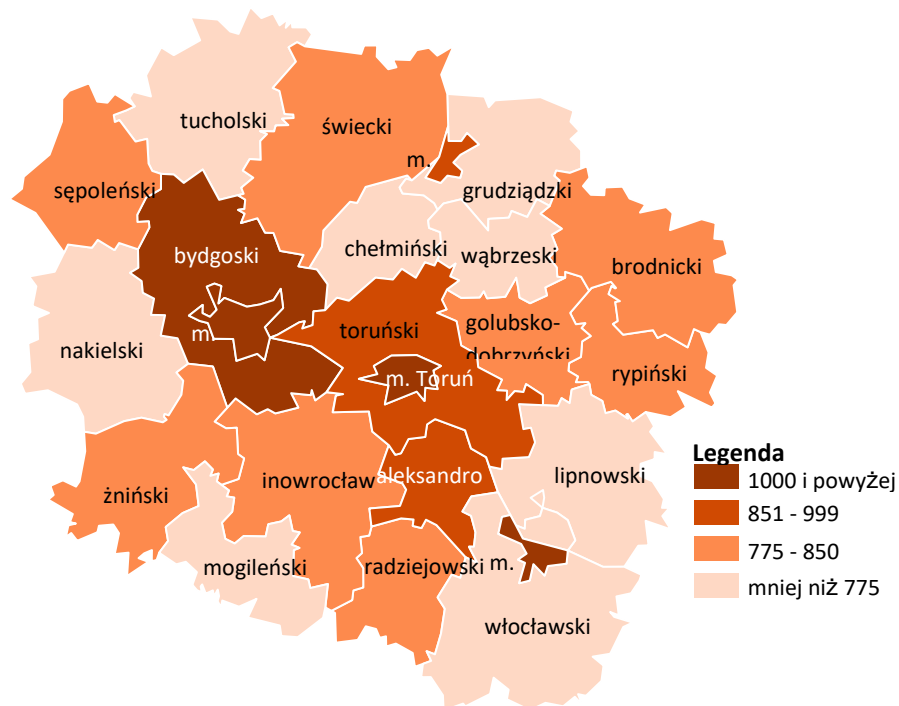 tucholski
świecki
m.
sępoleński
grudziądzki
bydgoski
chełmiński
wąbrzeski
brodnicki
m.
toruński
golubsko-
dobrzyński
nakielski
m. Toruń
rypiński
żniński
inowrocław
aleksandro
lipnowski
mogileński
radziejowski
m.
włocławski
Legenda
1000 i powyżej
851 - 999
775 - 850
mniej niż 775